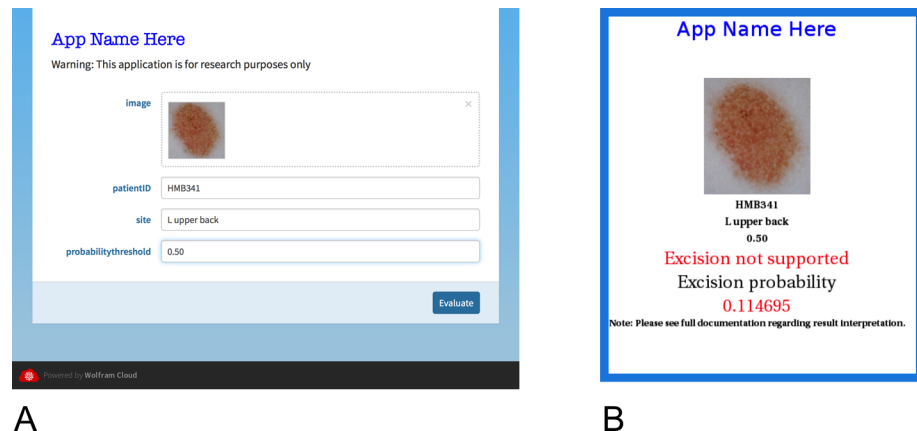 App Name Here
Warning: This application is for research purposes only
image
×
patientID HMB341
site L upper back
probabilitythreshold 0.50
Evaluate
Powered by Wolfram Cloud
A
App Name Here
HMB341
L upper back
0.50
Excision not supported
Excision probability
0.114695
Note: Please see full documentation regarding result interpretation.
B